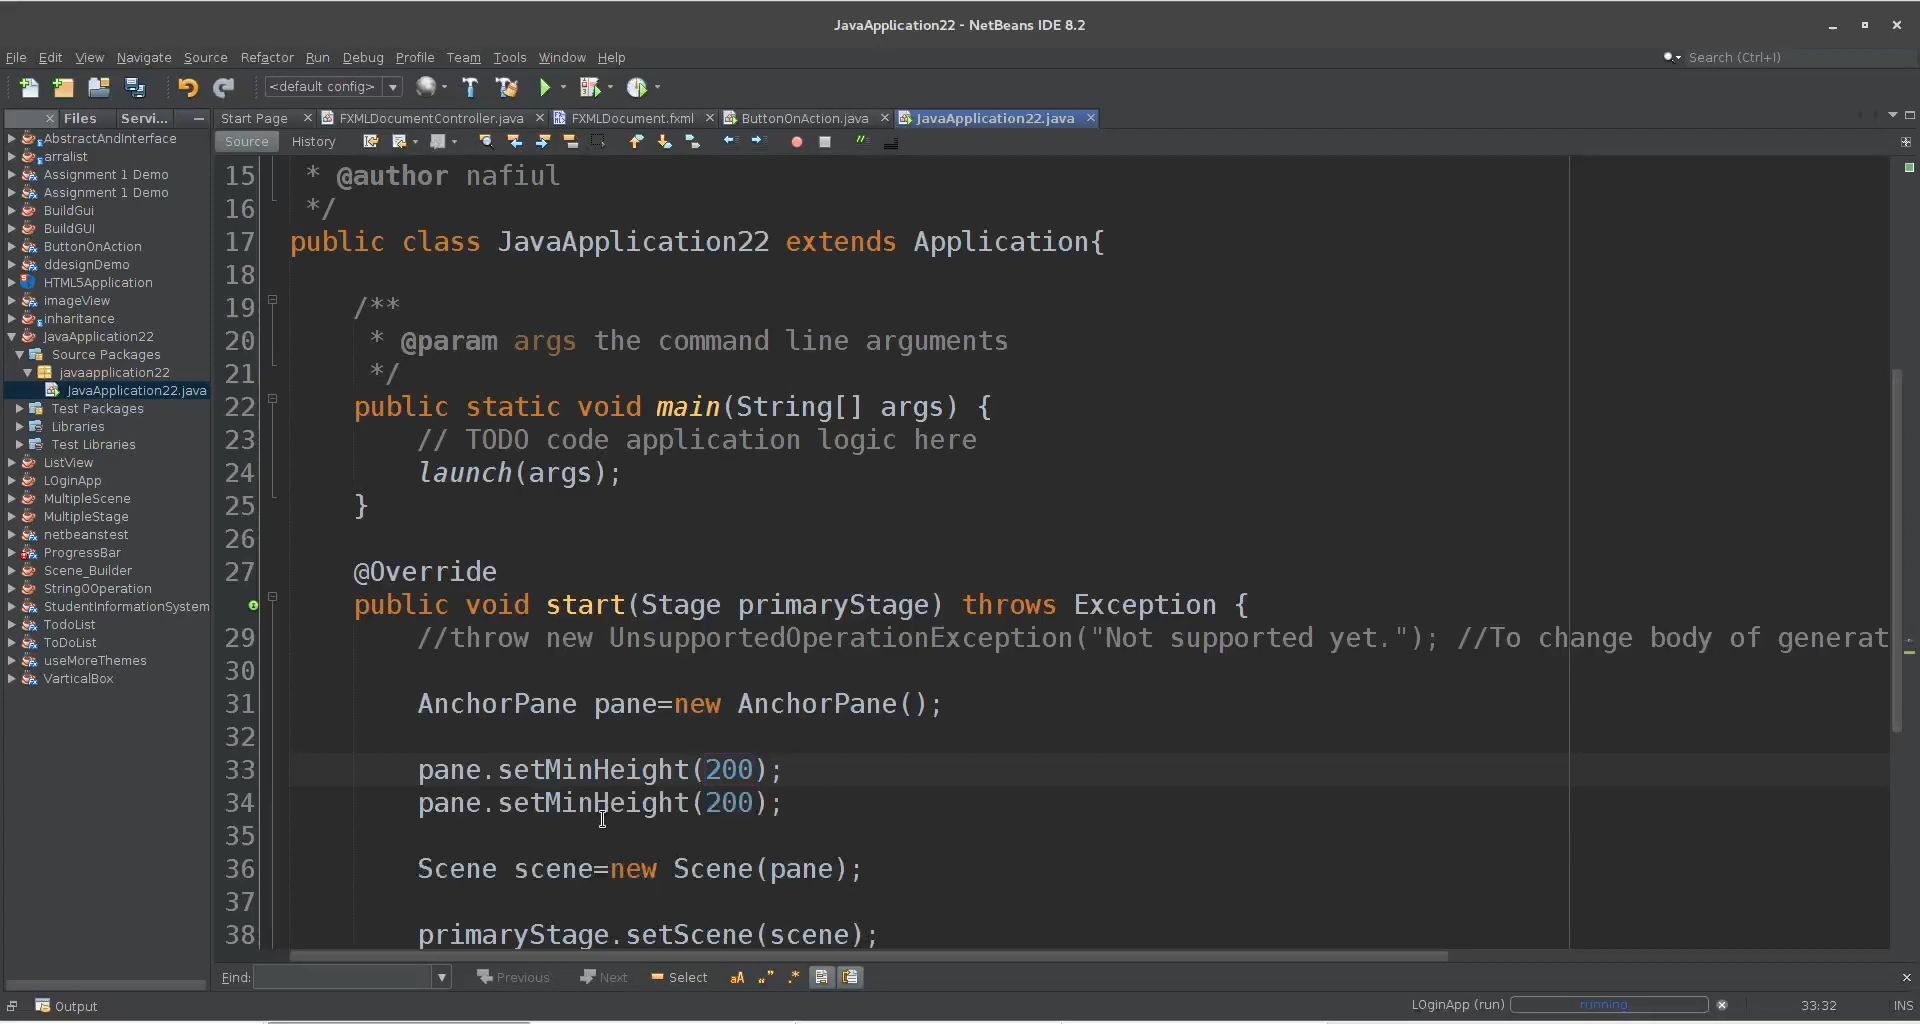 JavaApplication22 - NetBeans IDE 8.2
File Edit View Navigate Source Refactor Run Debug Profile Team Tools Window Help
Search (Ctrl+I)
<default config>
Files Servi...
Start Page FXMLDocumentController.java FXMLDocument.fxml ButtonOnAction.java JavaApplication22.java
Source History
AbstractAndInterface
arralist
Assignment 1 Demo
Assignment 1 Demo
BuildGui
BuildGUI
ButtonOnAction
ddesignDemo
HTML5Application
imageView
inharitance
JavaApplication22
Source Packages
javaapplication22
JavaApplication22.java
Test Packages
Libraries
Test Libraries
ListView
LOginApp
MultipleScene
MultipleStage
netbeanstest
ProgressBar
Scene_Builder
StringOOperation
StudentInformationSystem
TodoList
ToDoList
useMoreThemes
VarticalBox
15 * @author nafiul
16 */
17 public class JavaApplication22 extends Application{
18
19 /**
20 * @param args the command line arguments
21 */
22 public static void main(String[] args) {
23 // TODO code application logic here
24 launch(args);
25 }
26
27 @Override
public void start(Stage primaryStage) throws Exception {
29 //throw new UnsupportedOperationException("Not supported yet."); //To change body of generat
30
31 AnchorPane pane=new AnchorPane();
32
33 pane.setMinHeight(200);
34 pane.setMinHeight(200);
35
36 Scene scene=new Scene(pane);
37
38 primaryStage.setScene(scene);
Find: Previous Next Select
Output
LOginApp (run) running 33:32 INS